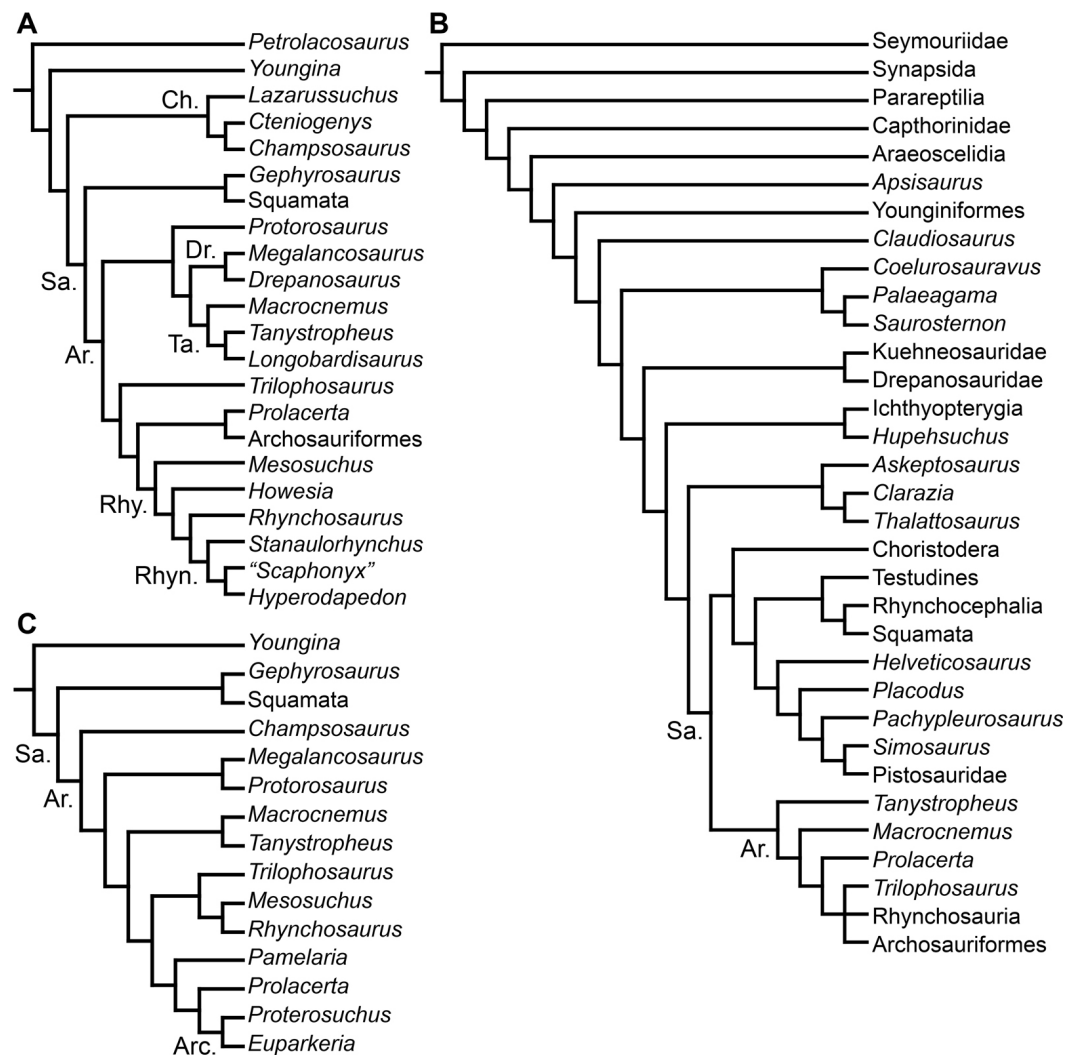 A
Petrolacosaurus
Youngina
Ch.
Lazarussuchus
Cteniogenys
Champsosaurus
Gephyrosaurus
Squamata
Protorosaurus
Dr.
Megalancosaurus
Drepanosaurus
Sa.
Macrocnemus
Ta.
Tanystropheus
Ar.
Longobardisaurus
Trilophosaurus
Prolacerta
Archosauriformes
Mesosuchus
Rhy.
Howesia
Rhynchosaurus
Stanaulorhynchus
Rhyn.
“Scaphonyx”
Hyperodapedon
B
Seymouriidae
Synapsida
Parareptilia
Capthorinidae
Araeoscelidia
Apsisaurus
Younginiformes
Claudiosaurus
Coelurosauravus
Palaeagama
Saurosternon
Kuehneosauridae
Drepanosauridae
Ichthyopterygia
Hupehsuchus
Askeptosaurus
Clarazia
Thalattosaurus
Choristodera
Testudines
Rhynchocephalia
Squamata
Helveticosaurus
Placodus
Pachypleurosaurus
Sa.
Simosaurus
Pistosauridae
Tanystropheus
Macrocnemus
Ar.
Prolacerta
Trilophosaurus
Rhynchosauria
Archosauriformes
C
Youngina
Gephyrosaurus
Squamata
Sa.
Champsosaurus
Megalancosaurus
Ar.
Protorosaurus
Macrocnemus
Tanystropheus
Trilophosaurus
Mesosuchus
Rhynchosaurus
Pamelaria
Prolacerta
Proterosuchus
Arc.
Euparkeria